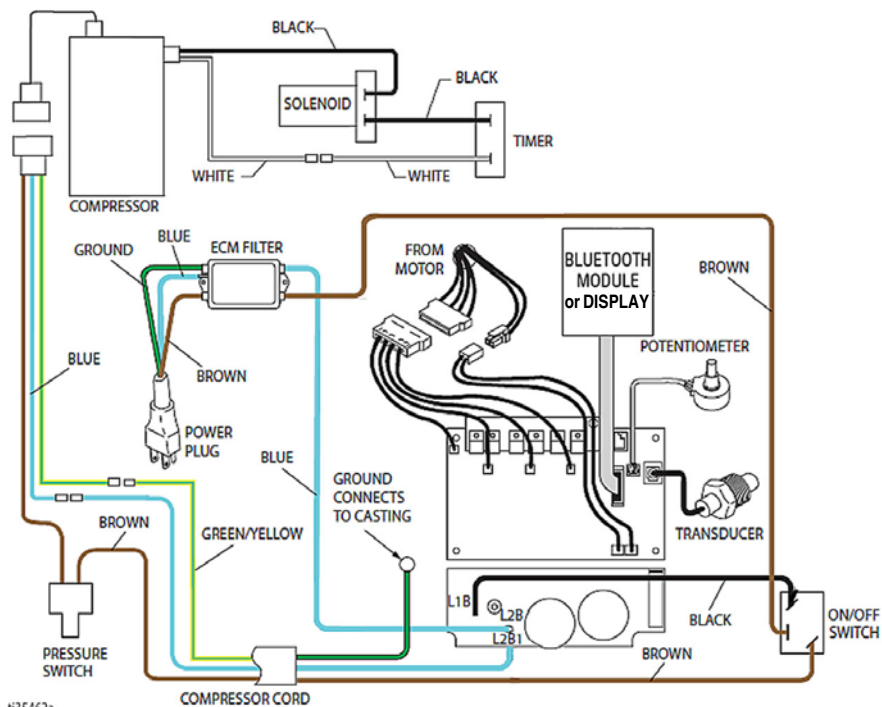 BLACK
BLACK
SOLENOID
TIMER
WHITE
WHITE
COMPRESSOR
GROUND
BLUE
ECM FILTER
FROM
MOTOR
BLUETOOTH
MODULE
or DISPLAY
BROWN
POTENTIOMETER
BLUE
BROWN
POWER
PLUG
BLUE
GROUND
CONNECTS
TO CASTING
TRANSDUCER
BROWN
GREEN/YELLOW
L1B
L2B
L2B1
BLACK
ON/OFF
SWITCH
PRESSURE
SWITCH
BROWN
COMPRESSOR CORD